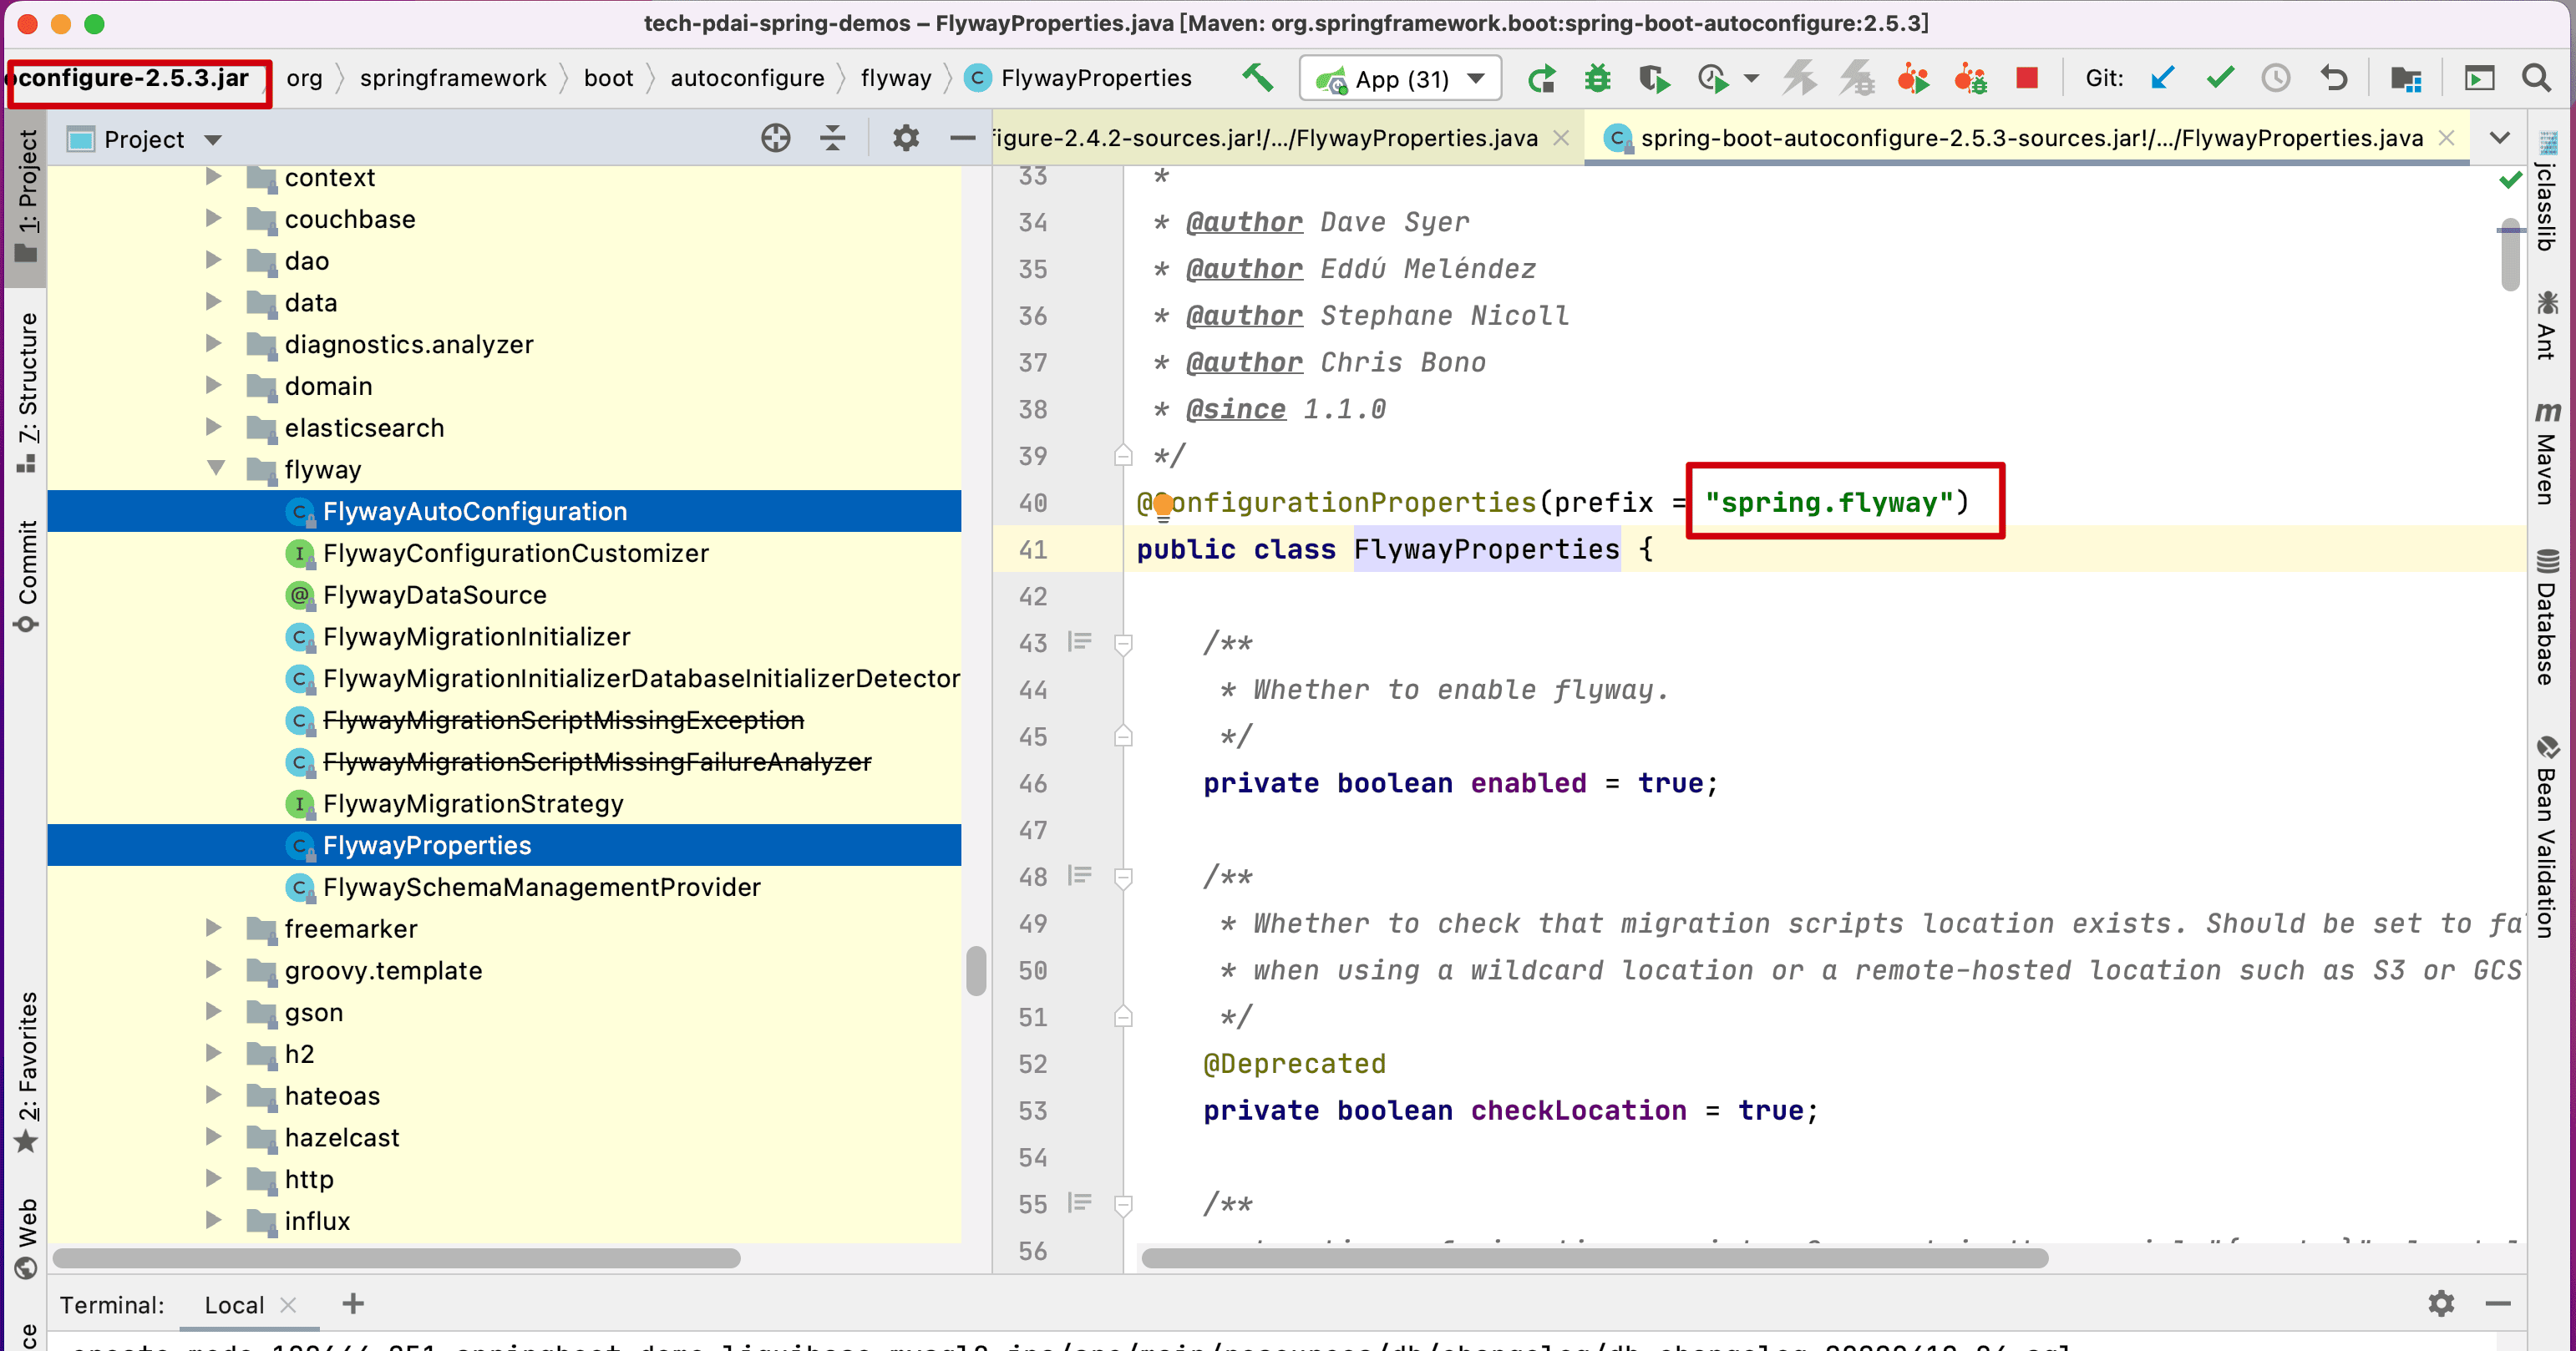 tech-pdai-spring-demos – FlywayProperties.java [Maven: org.springframework.boot:spring-boot-autoconfigure:2.5.3]
oconfigure-2.5.3.jar org springframework boot autoconfigure flyway FlywayProperties App (31) Git:
Project
figure-2.4.2-sources.jar!/.../FlywayProperties.java spring-boot-autoconfigure-2.5.3-sources.jar!/.../FlywayProperties.java
1: Project
7: Structure
Commit
2: Favorites
Web
context
couchbase
dao
data
diagnostics.analyzer
domain
elasticsearch
flyway
FlywayAutoConfiguration
FlywayConfigurationCustomizer
FlywayDataSource
FlywayMigrationInitializer
FlywayMigrationInitializerDatabaseInitializerDetector
FlywayMigrationScriptMissingException
FlywayMigrationScriptMissingFailureAnalyzer
FlywayMigrationStrategy
FlywayProperties
FlywaySchemaManagementProvider
freemarker
groovy.template
gson
h2
hateoas
hazelcast
http
influx
33 *
34 * @author Dave Syer
35 * @author Eddú Meléndez
36 * @author Stephane Nicoll
37 * @author Chris Bono
38 * @since 1.1.0
39 */
40 @ConfigurationProperties(prefix = "spring.flyway")
41 public class FlywayProperties {
42
43 /**
44 * Whether to enable flyway.
45 */
46 private boolean enabled = true;
47
48 /**
49 * Whether to check that migration scripts location exists. Should be set to fa
50 * when using a wildcard location or a remote-hosted location such as S3 or GCS
51 */
52 @Deprecated
53 private boolean checkLocation = true;
54
55 /**
56
jclasslib
Ant
Maven
Database
Bean Validation
Terminal: Local +